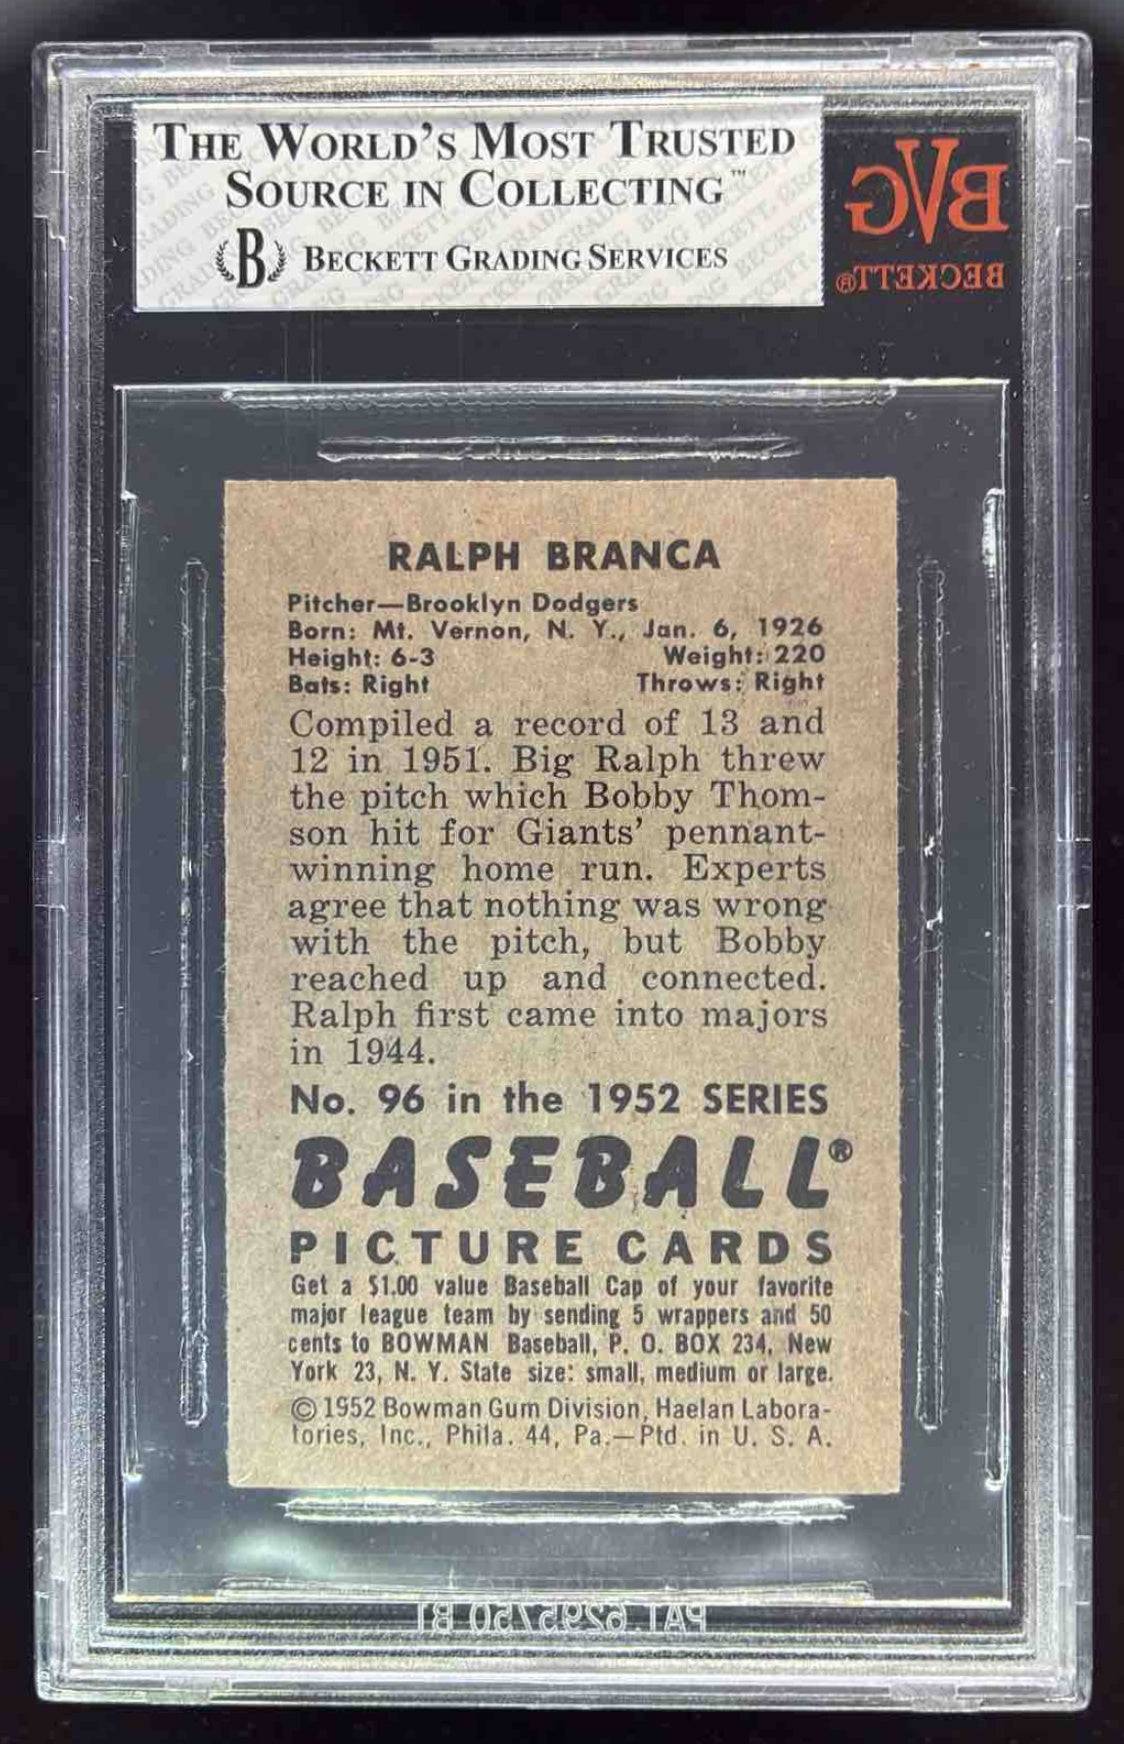 THE WORLD'S MOST TRUSTED
SOURCE IN COLLECTING™
B BECKETT GRADING SERVICES
BVG
BECKETT®
RALPH BRANCA
Pitcher—Brooklyn Dodgers
Born: Mt. Vernon, N. Y., Jan. 6, 1926
Height: 6-3 Weight: 220
Bats: Right Throws: Right
Compiled a record of 13 and
12 in 1951. Big Ralph threw
the pitch which Bobby Thom-
son hit for Giants' pennant-
winning home run. Experts
agree that nothing was wrong
with the pitch, but Bobby
reached up and connected.
Ralph first came into majors
in 1944.
No. 96 in the 1952 SERIES
BASEBALL®
PICTURE CARDS
Get a $1.00 value Baseball Cap of your favorite
major league team by sending 5 wrappers and 50
cents to BOWMAN Baseball, P. O. BOX 234, New
York 23, N. Y. State size: small, medium or large.
© 1952 Bowman Gum Division, Haelan Labora-
tories, Inc., Phila. 44, Pa.—Ptd. in U. S. A.
PAT.6295750 B1